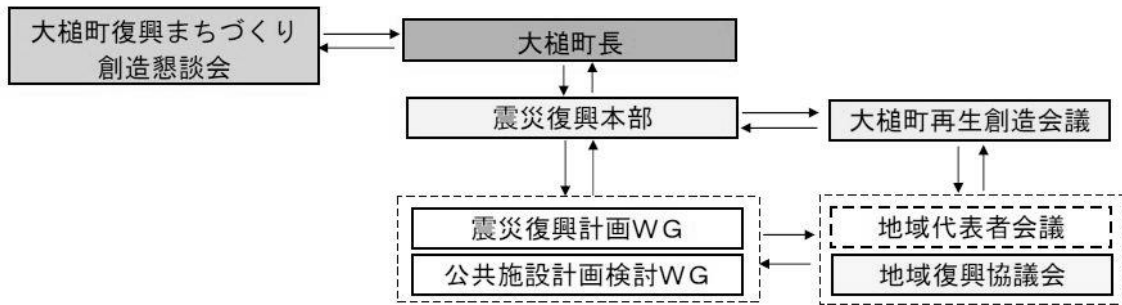 大槌町復興まちづくり
創造懇談会
大槌町長
震災復興本部
大槌町再生創造会議
震災復興計画ＷＧ
公共施設計画検討ＷＧ
地域代表者会議
地域復興協議会